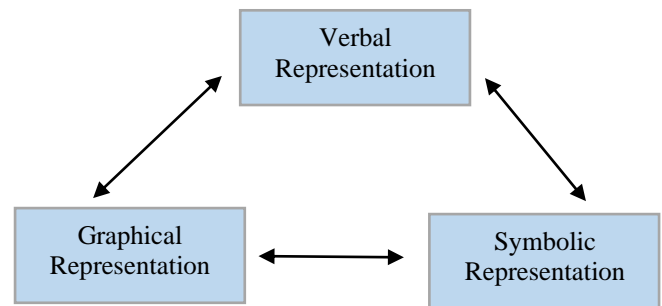 Verbal
Representation
Graphical
Representation
Symbolic
Representation